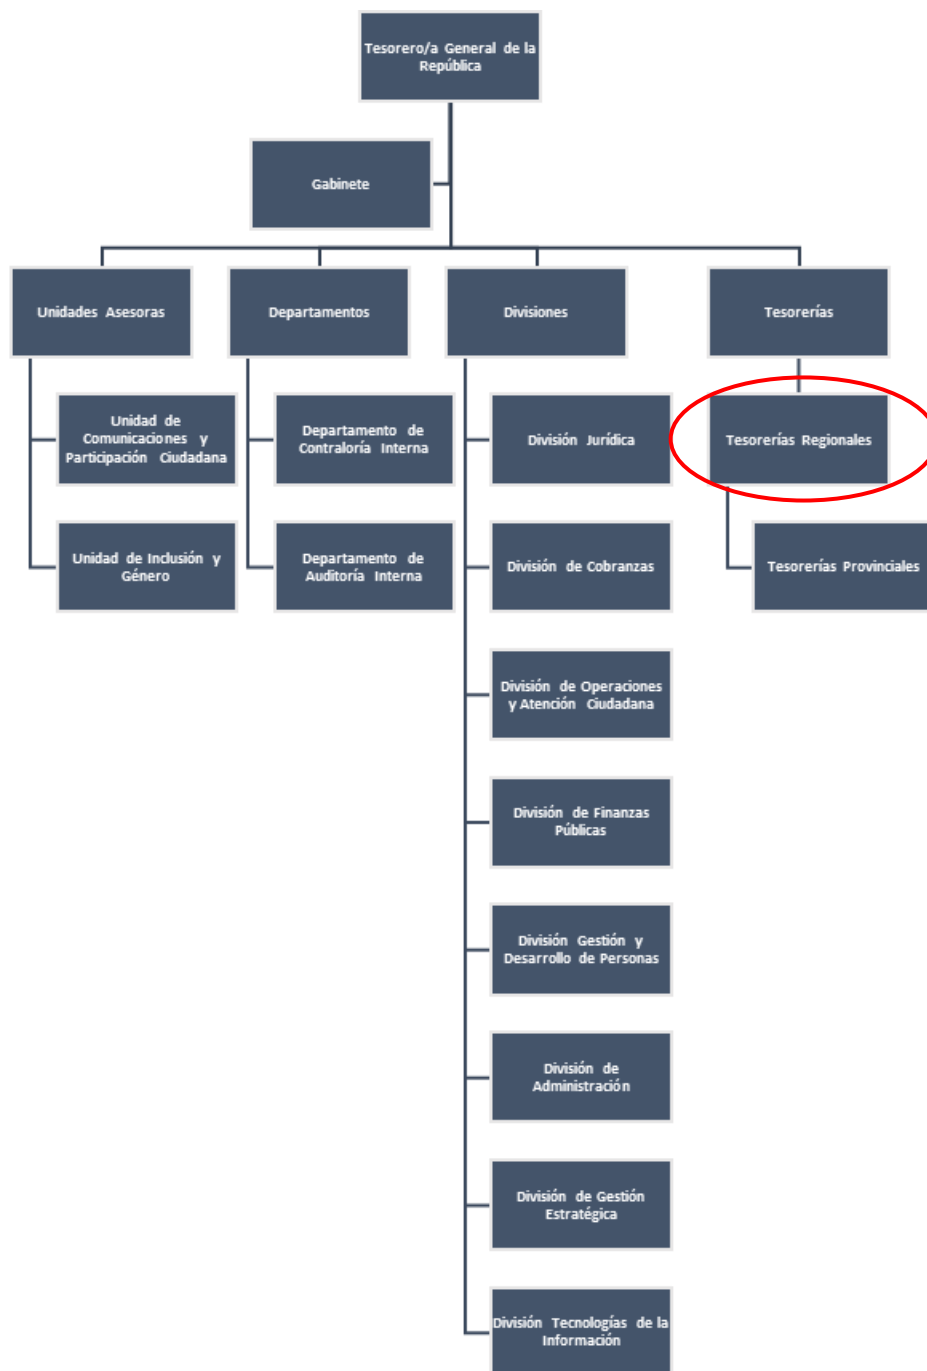 Tesorero/a General de la
República
Gabinete
Unidades Asesoras
Departamentos
Divisiones
Tesorerías
Unidad de
Comunicaciones y
Participación Ciudadana
Departamento de
Contraloría Interna
División Jurídica
Tesorerías Regionales
Unidad de Inclusión y
Género
Departamento de
Auditoría Interna
División de Cobranzas
Tesorerías Provinciales
División de Operaciones
y Atención Ciudadana
División de Finanzas
Públicas
División Gestión y
Desarrollo de Personas
División de
Administración
División de Gestión
Estratégica
División Tecnologías de la
Información